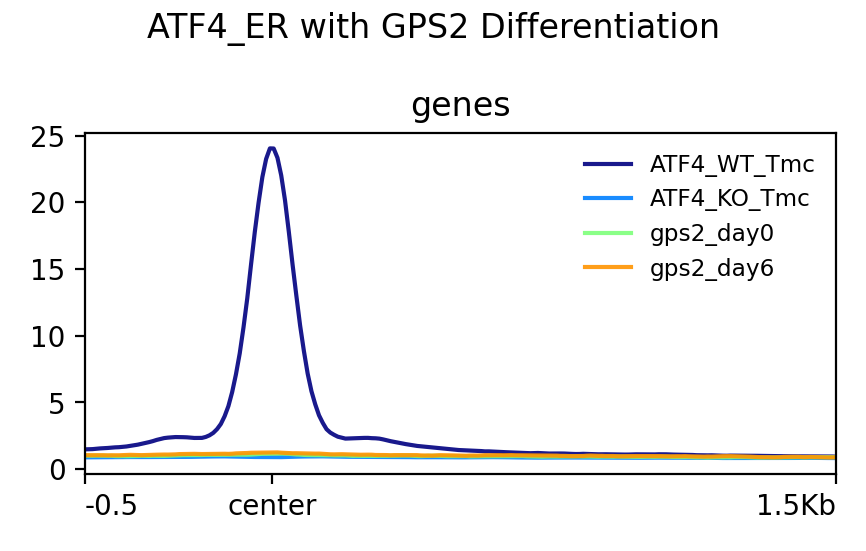 ATF4_ER with GPS2 Differentiation
genes
25
20
15
10
5
0
ATF4_WT_Tmc
ATF4_KO_Tmc
gps2_day0
gps2_day6
-0.5 center 1.5Kb